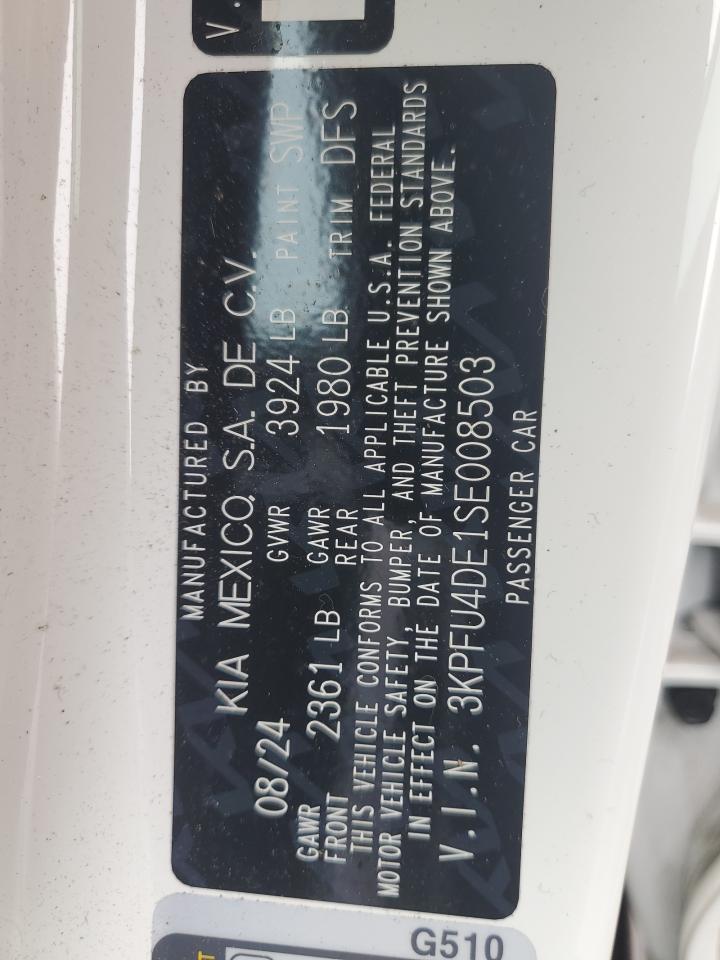 V.
MANUFACTURED BY
KIA MEXICO, S.A. DE C.V.
08/24 GVWR 3924 LB PAINT SWP
GAWR FRONT 2361 LB GAWR REAR 1980 LB TRIM DFS
THIS VEHICLE CONFORMS TO ALL APPLICABLE U.S.A. FEDERAL
MOTOR VEHICLE SAFETY, BUMPER, AND THEFT PREVENTION STANDARDS
IN EFFECT ON THE DATE OF MANUFACTURE SHOWN ABOVE.
V.I.N. 3KPFU4DE1SE008503
PASSENGER CAR
G510